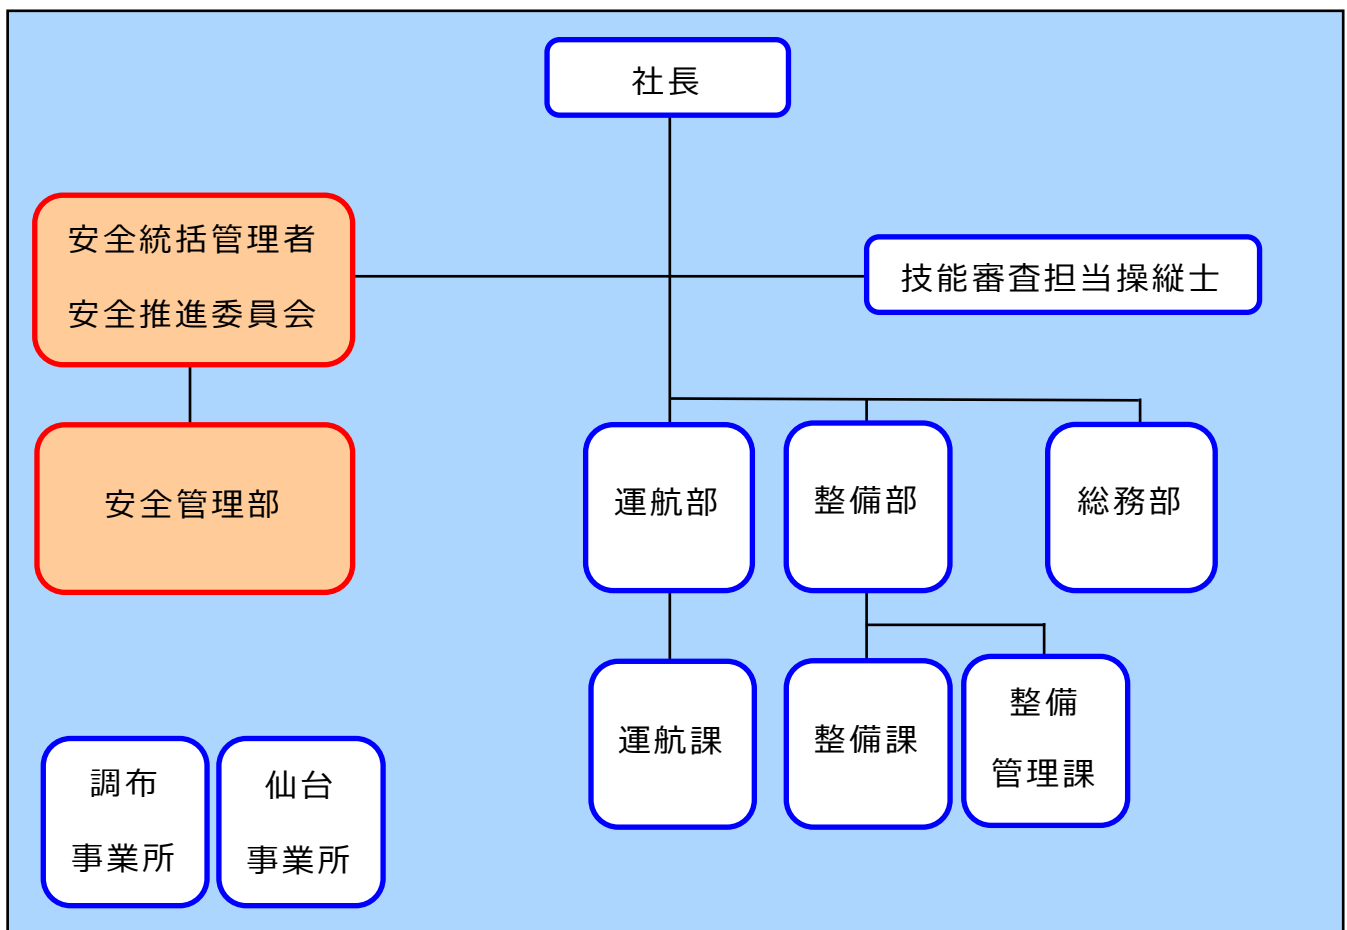 社長
安全統括管理者
安全推進委員会
技能審査担当操縦士
安全管理部
運航部
整備部
総務部
運航課
整備課
整備
管理課
調布
事業所
仙台
事業所